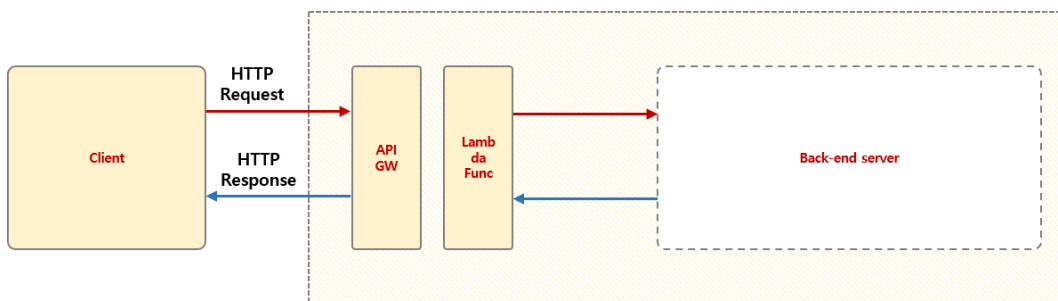 HTTP
Request
Client
HTTP
Response
API
GW
Lamb
da
Func
Back-end server